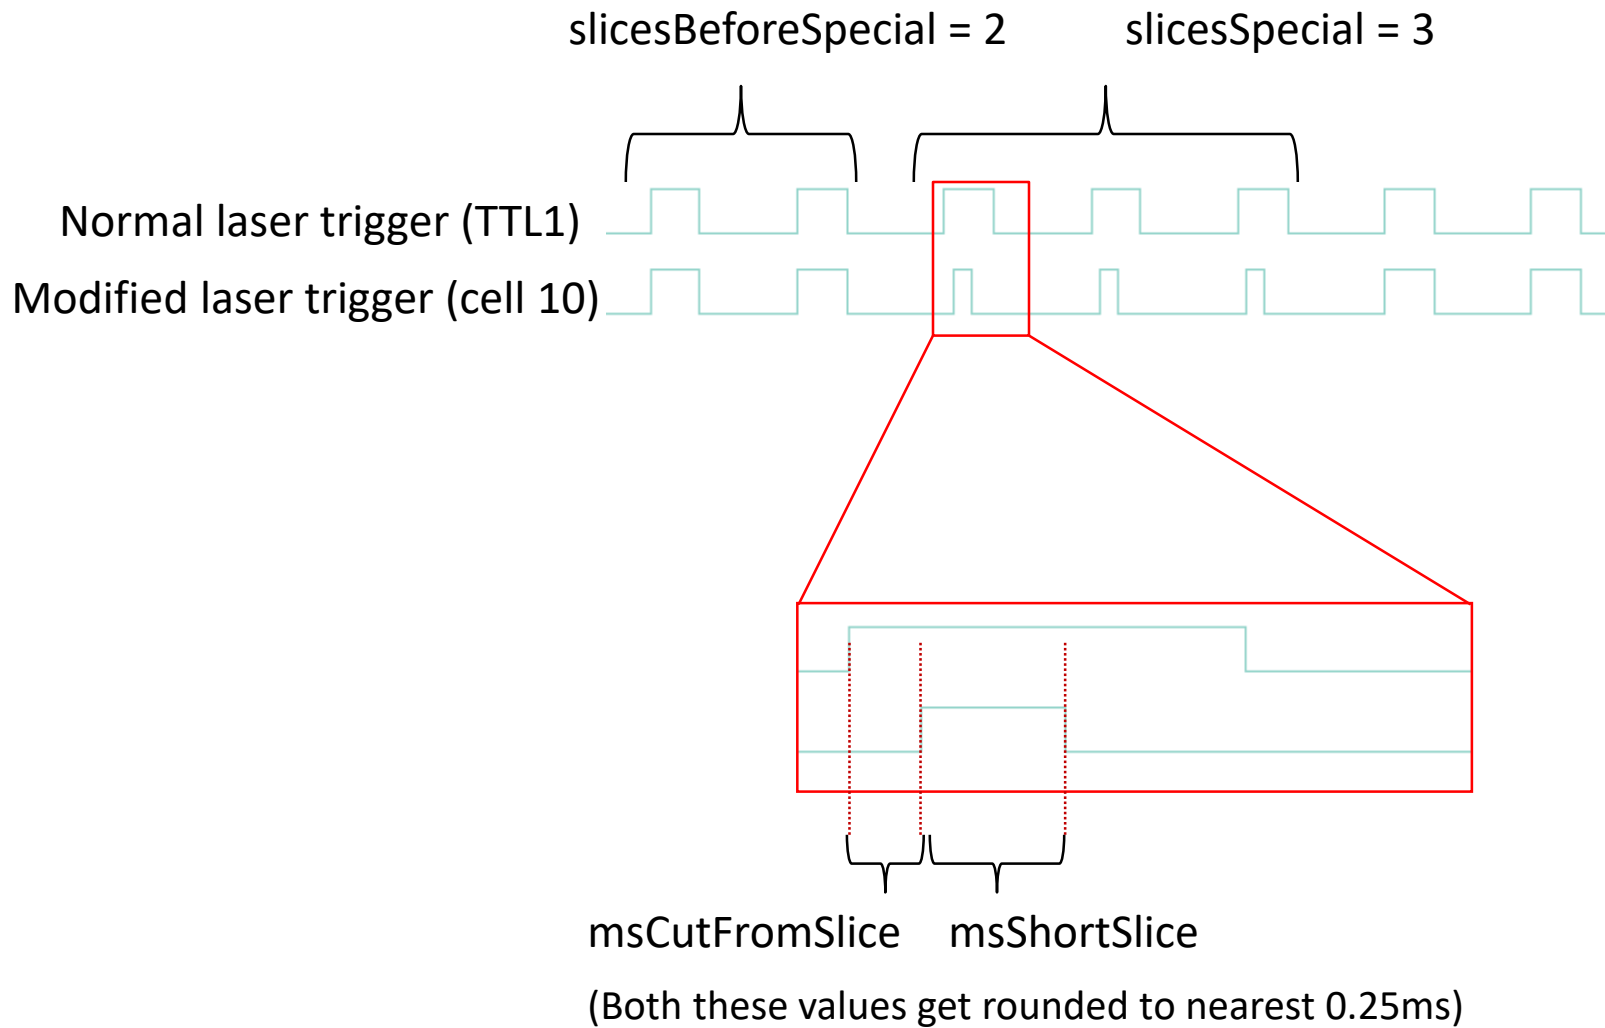 slicesBeforeSpecial = 2 slicesSpecial = 3
Normal laser trigger (TTL1)
Modified laser trigger (cell 10)
msCutFromSlice msShortSlice
(Both these values get rounded to nearest 0.25ms)